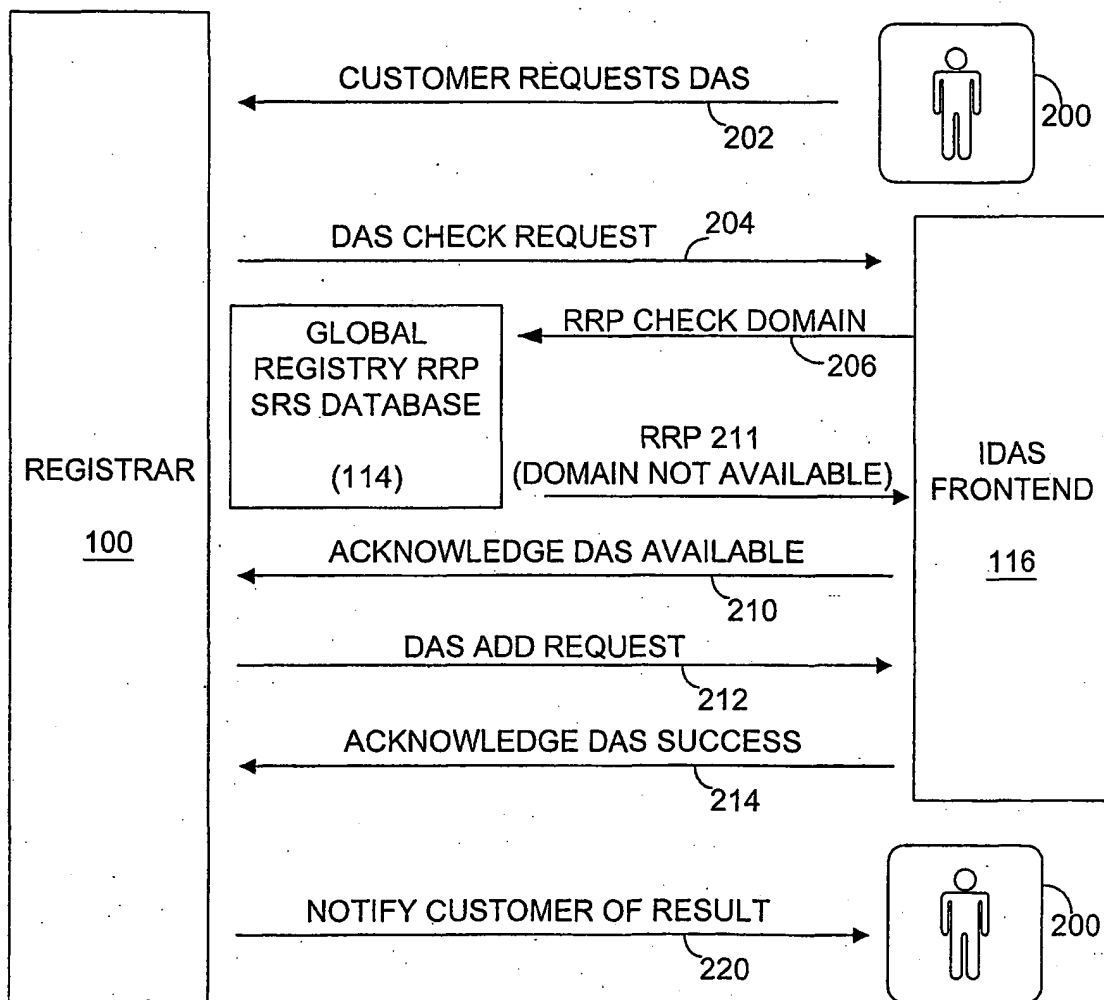 CUSTOMER REQUESTS DAS
202
200
DAS CHECK REQUEST
204
GLOBAL
REGISTRY RRP
SRS DATABASE
(114)
RRP CHECK DOMAIN
206
RRP 211
(DOMAIN NOT AVAILABLE)
REGISTRAR
100
IDAS
FRONTEND
116
ACKNOWLEDGE DAS AVAILABLE
210
DAS ADD REQUEST
212
ACKNOWLEDGE DAS SUCCESS
214
NOTIFY CUSTOMER OF RESULT
220
200